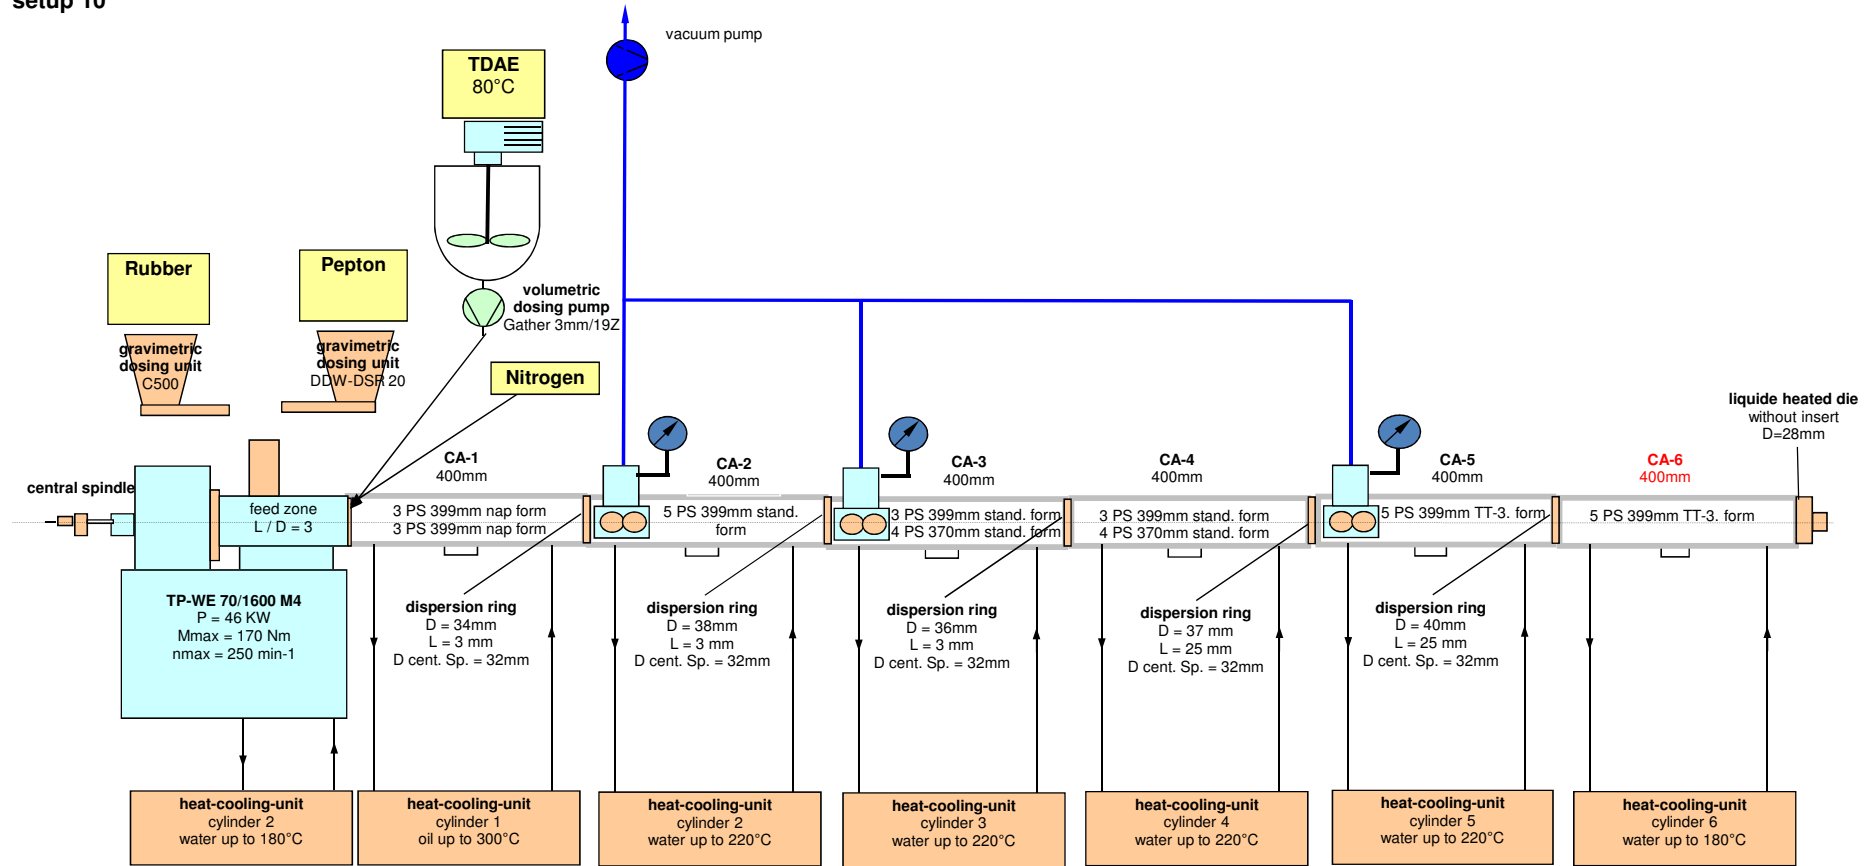 setup 10
vacuum pump
TDAE
80°C
Rubber
Pepton
volumetric
dosing pump
Gather 3mm/19Z
gravimetric
dosing unit
C500
gravimetric
dosing unit
DDW-DSR 20
Nitrogen
liquide heated die
without insert
D=28mm
central spindle
feed zone
L / D = 3
CA-1
400mm
3 PS 399mm nap form
3 PS 399mm nap form
CA-2
400mm
5 PS 399mm stand.
form
CA-3
400mm
3 PS 399mm stand. form
4 PS 370mm stand. form
CA-4
400mm
3 PS 399mm stand. form
4 PS 370mm stand. form
CA-5
400mm
5 PS 399mm TT-3. form
CA-6
400mm
5 PS 399mm TT-3. form
TP-WE 70/1600 M4
P = 46 KW
Mmax = 170 Nm
nmax = 250 min-1
dispersion ring
D = 34mm
L = 3 mm
D cent. Sp. = 32mm
dispersion ring
D = 38mm
L = 3 mm
D cent. Sp. = 32mm
dispersion ring
D = 36mm
L = 3 mm
D cent. Sp. = 32mm
dispersion ring
D = 37 mm
L = 25 mm
D cent. Sp. = 32mm
dispersion ring
D = 40mm
L = 25 mm
D cent. Sp. = 32mm
heat-cooling-unit
cylinder 2
water up to 180°C
heat-cooling-unit
cylinder 1
oil up to 300°C
heat-cooling-unit
cylinder 2
water up to 220°C
heat-cooling-unit
cylinder 3
water up to 220°C
heat-cooling-unit
cylinder 4
water up to 220°C
heat-cooling-unit
cylinder 5
water up to 220°C
heat-cooling-unit
cylinder 6
water up to 180°C